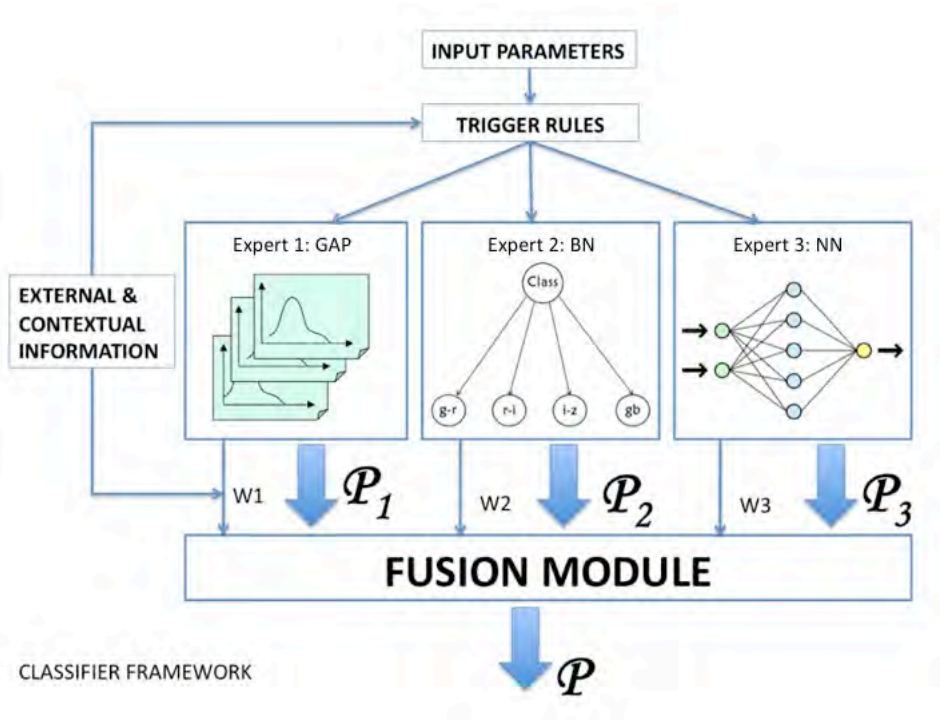 INPUT PARAMETERS
TRIGGER RULES
Expert 1: GAP
Expert 2: BN
Expert 3: NN
Class
g-r
r-i
i-z
gb
EXTERNAL &
CONTEXTUAL
INFORMATION
W1
P1
W2
P2
W3
P3
FUSION MODULE
CLASSIFIER FRAMEWORK
P